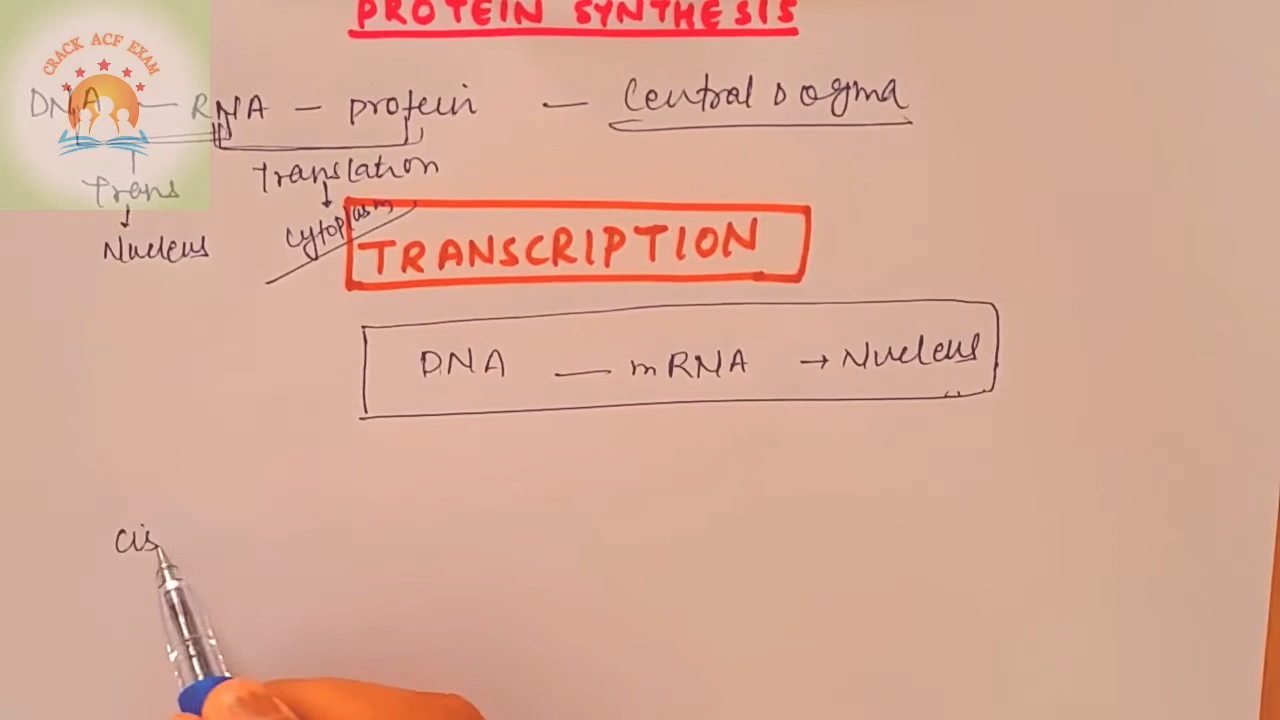 PROTEIN SYNTHESIS
CRACK ACF EXAM
DNA — RNA — protein — Central Dogma
Trans Translation
Nucleus Cytoplasm
TRANSCRIPTION
DNA — mRNA → Nucleus
cis